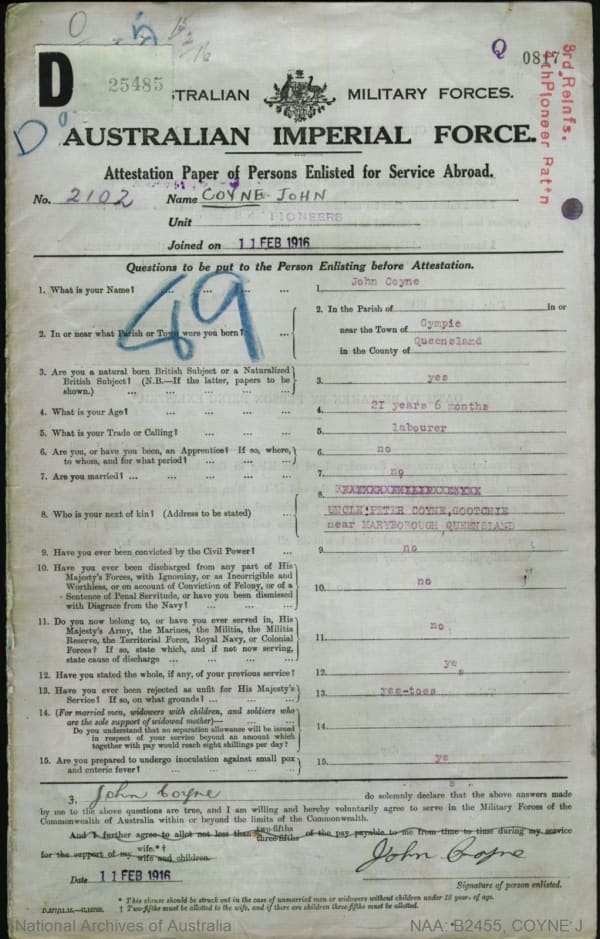 15
2
16
D
25485
Q 0817
3rd Reinfs.
4thPioneer Batt'n
D
STRALIAN MILITARY FORCES.
AUSTRALIAN IMPERIAL FORCE.
Attestation Paper of Persons Enlisted for Service Abroad.
No. 2102 Name COYNE JOHN
Unit PIONEERS
Joined on 11 FEB 1916
Questions to be put to the Person Enlisting before Attestation.
49
1. What is your Name? ... ... ... ... 1. John Coyne
2. In or near what Parish or Town were you born? ... 2. In the Parish of in or
near the Town of Gympie
in the County of Queensland
3. Are you a natural born British Subject or a Naturalized
British Subject? (N.B.—If the latter, papers to be
shown.) ... ... ... ... ... 3. yes
4. What is your Age? ... ... ... 4. 21 years 6 months
5. What is your Trade or Calling? ... ... ... 5. labourer
6. Are you, or have you been, an Apprentice? If so, where,
to whom, and for what period? ... ... ... 6. no
7. Are you married? ... ... ... ... ... 7. no
8. Who is your next of kin? (Address to be stated) ... 8.
UNCLE:PETER COYNE,GOOTCHIE
near MARYBOROUGH,QUEENSLAND
9. Have you ever been convicted by the Civil Power? ... 9. no
10. Have you ever been discharged from any part of His
Majesty's Forces, with Ignominy, or as Incorrigible and
Worthless, or on account of Conviction of Felony, or of a
Sentence of Penal Servitude, or have you been dismissed
with Disgrace from the Navy? ... ... ... 10. no
11. Do you now belong to, or have you ever served in, His
Majesty's Army, the Marines, the Militia, the Militia
Reserve, the Territorial Force, Royal Navy, or Colonial
Forces? If so, state which, and if not now serving,
state cause of discharge ... ... ... ... 11. no
12. Have you stated the whole, if any, of your previous service? 12. yes
13. Have you ever been rejected as unfit for His Majesty's
Service? If so, on what grounds? ... ... ... 13. yes-toes
14. (For married men, widowers with children, and soldiers who
are the sole support of widowed mother)— ... ...
Do you understand that no separation allowance will be issued
in respect of your service beyond an amount which
together with pay would reach eight shillings per day? 14.
15. Are you prepared to undergo inoculation against small pox
and enteric fever? ... ... ... ... 15. yes
3. John Coyne do solemnly declare that the above answers made
by me to the above questions are true, and I am willing and hereby voluntarily agree to serve in the Military Forces of the
Commonwealth of Australia within or beyond the limits of the Commonwealth.
And I further agree to allot not less than two-fifths three-fifths of the pay payable to me from time to time during my service
for the support of my wife.*† wife and children.
John Coyne
Date 11 FEB 1916 Signature of person enlisted.
* This clause should be struck out in the case of unmarried men or widowers without children under 18 years of age.
† Two-fifths must be allotted to the wife, and if there are children three-fifths must be allotted.
National Archives of Australia NAA: B2455, COYNE J